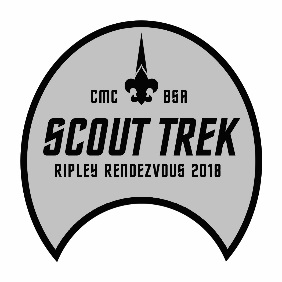 CMC BSA
SCOUT TREK
RIPLEY RENDEZVOUS 2018